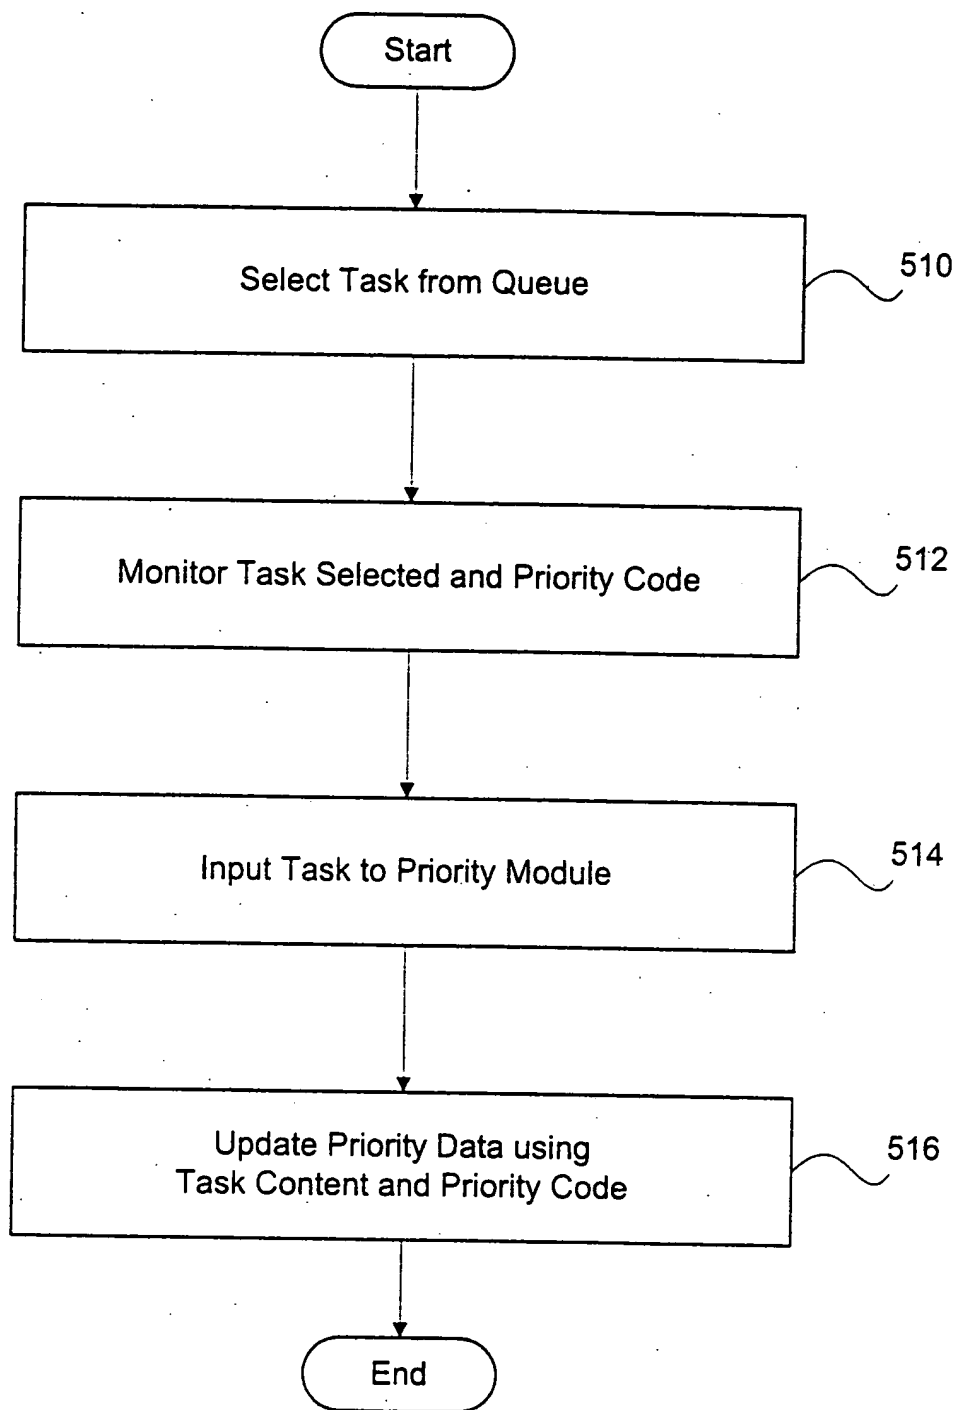 Start
Select Task from Queue
510
Monitor Task Selected and Priority Code
512
Input Task to Priority Module
514
Update Priority Data using
Task Content and Priority Code
516
End